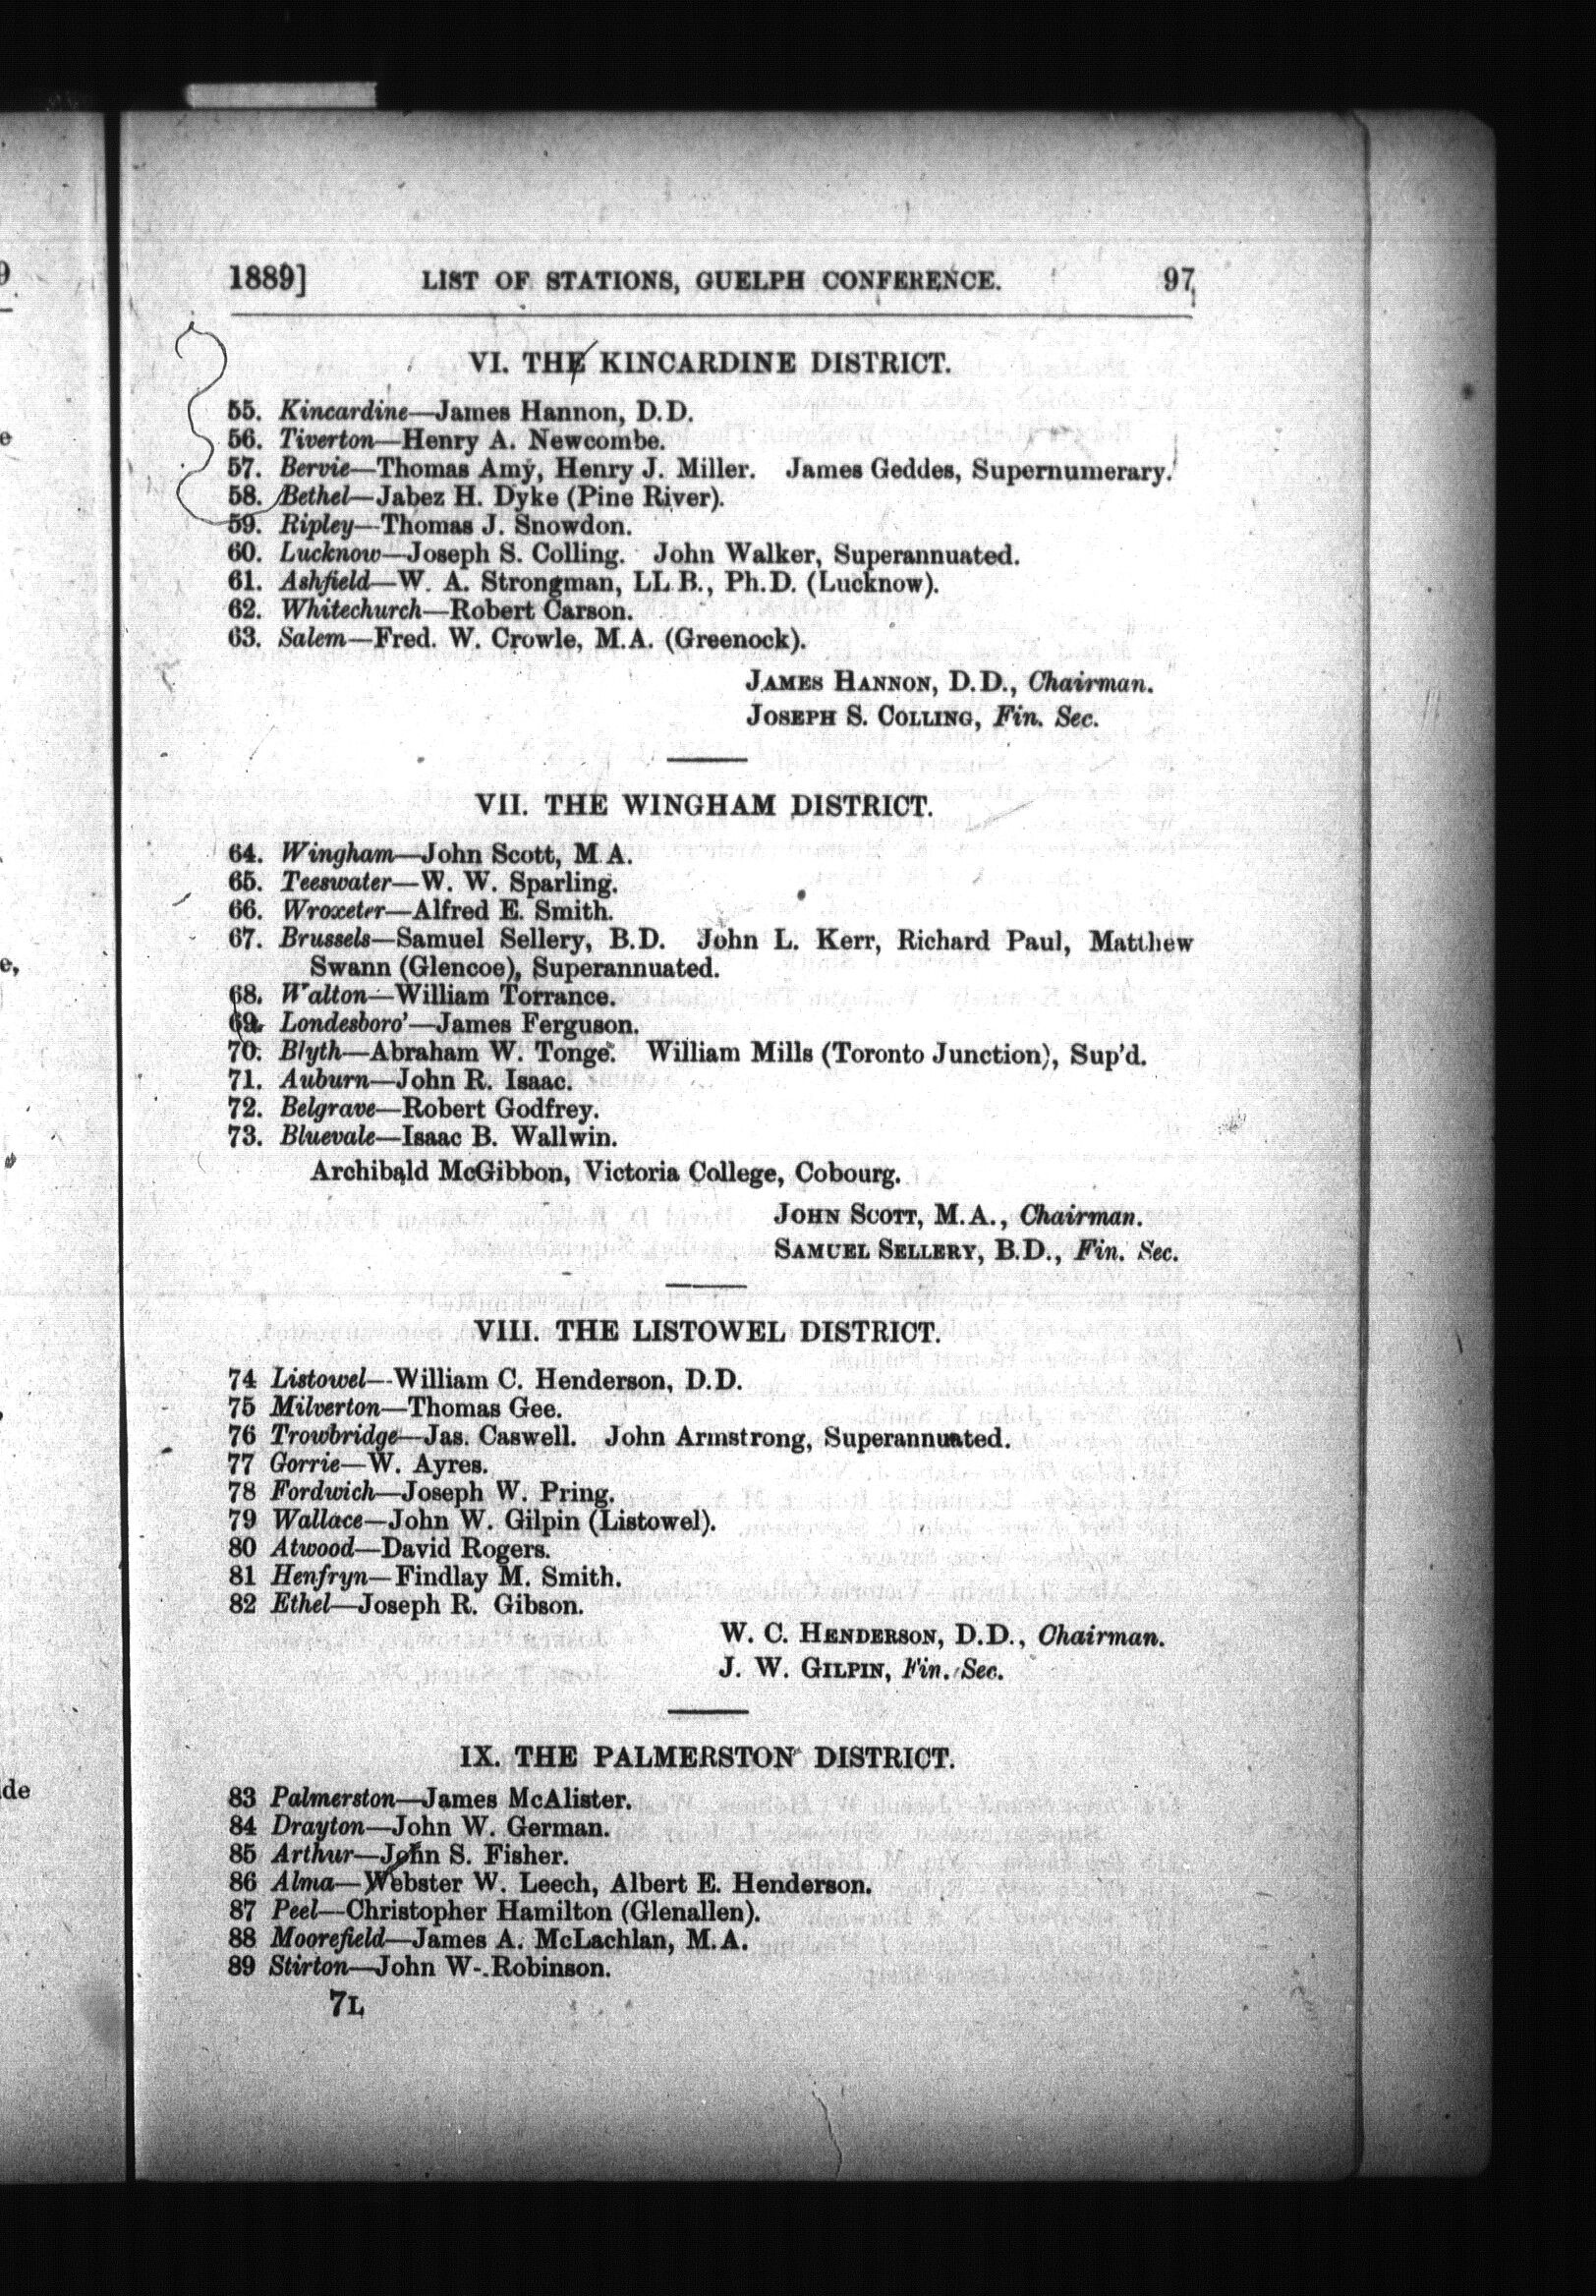 1889] LIST OF STATIONS, GUELPH CONFERENCE. 97
VI. THE KINCARDINE DISTRICT.
55. Kincardine—James Hannon, D.D.
56. Tiverton—Henry A. Newcombe.
57. Bervie—Thomas Amy, Henry J. Miller. James Geddes, Supernumerary.
58. Bethel—Jabez H. Dyke (Pine River).
59. Ripley—Thomas J. Snowdon.
60. Lucknow—Joseph S. Colling. John Walker, Superannuated.
61. Ashfield—W. A. Strongman, LL.B., Ph.D. (Lucknow).
62. Whitechurch—Robert Carson.
63. Salem—Fred. W. Crowle, M.A. (Greenock).
JAMES HANNON, D.D., Chairman.
JOSEPH S. COLLING, Fin. Sec.
VII. THE WINGHAM DISTRICT.
64. Wingham—John Scott, M A.
65. Teeswater—W. W. Sparling.
66. Wroxeter—Alfred E. Smith.
67. Brussels—Samuel Sellery, B.D. John L. Kerr, Richard Paul, Matthew
Swann (Glencoe), Superannuated.
68. Walton—William Torrance.
69. Londesboro'—James Ferguson.
70. Blyth—Abraham W. Tonge. William Mills (Toronto Junction), Sup'd.
71. Auburn—John R. Isaac.
72. Belgrave—Robert Godfrey.
73. Bluevale—Isaac B. Wallwin.
Archibald McGibbon, Victoria College, Cobourg.
JOHN SCOTT, M.A., Chairman.
SAMUEL SELLERY, B.D., Fin. Sec.
VIII. THE LISTOWEL DISTRICT.
74 Listowel—William C. Henderson, D.D.
75 Milverton—Thomas Gee.
76 Trowbridge—Jas. Caswell. John Armstrong, Superannuated.
77 Gorrie—W. Ayres.
78 Fordwich—Joseph W. Pring.
79 Wallace—John W. Gilpin (Listowel).
80 Atwood—David Rogers.
81 Henfryn—Findlay M. Smith.
82 Ethel—Joseph R. Gibson.
W. C. HENDERSON, D.D., Chairman.
J. W. GILPIN, Fin. Sec.
IX. THE PALMERSTON DISTRICT.
83 Palmerston—James McAlister.
84 Drayton—John W. German.
85 Arthur—John S. Fisher.
86 Alma—Webster W. Leech, Albert E. Henderson.
87 Peel—Christopher Hamilton (Glenallen).
88 Moorefield—James A. McLachlan, M.A.
89 Stirton—John W. Robinson.
7L